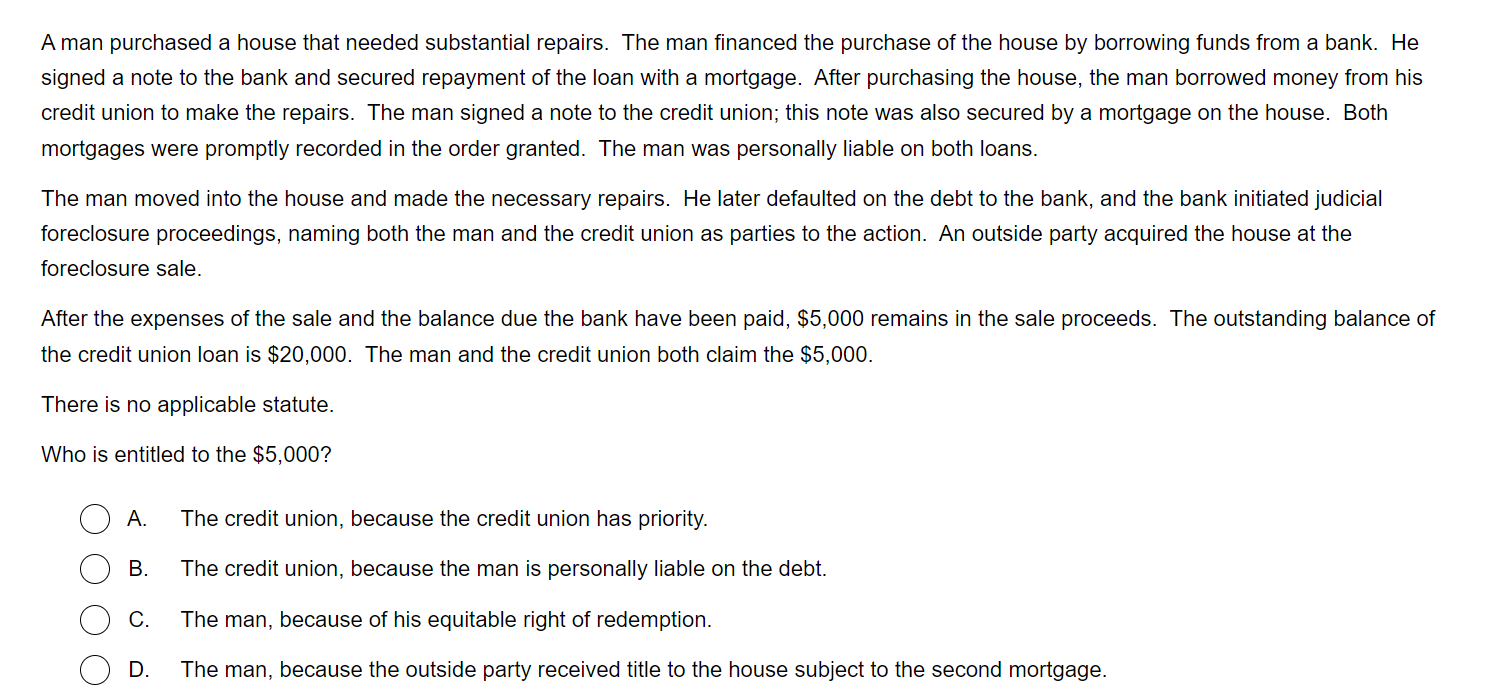 A man purchased a house that needed substantial repairs.  The man financed the purchase of the house by borrowing funds from a bank.  He
signed a note to the bank and secured repayment of the loan with a mortgage.  After purchasing the house, the man borrowed money from his
credit union to make the repairs.  The man signed a note to the credit union; this note was also secured by a mortgage on the house.  Both
mortgages were promptly recorded in the order granted.  The man was personally liable on both loans.
The man moved into the house and made the necessary repairs.  He later defaulted on the debt to the bank, and the bank initiated judicial
foreclosure proceedings, naming both the man and the credit union as parties to the action.  An outside party acquired the house at the
foreclosure sale.
After the expenses of the sale and the balance due the bank have been paid, $5,000 remains in the sale proceeds.  The outstanding balance of
the credit union loan is $20,000.  The man and the credit union both claim the $5,000.
There is no applicable statute.
Who is entitled to the $5,000?
A. The credit union, because the credit union has priority.
B. The credit union, because the man is personally liable on the debt.
C. The man, because of his equitable right of redemption.
D. The man, because the outside party received title to the house subject to the second mortgage.